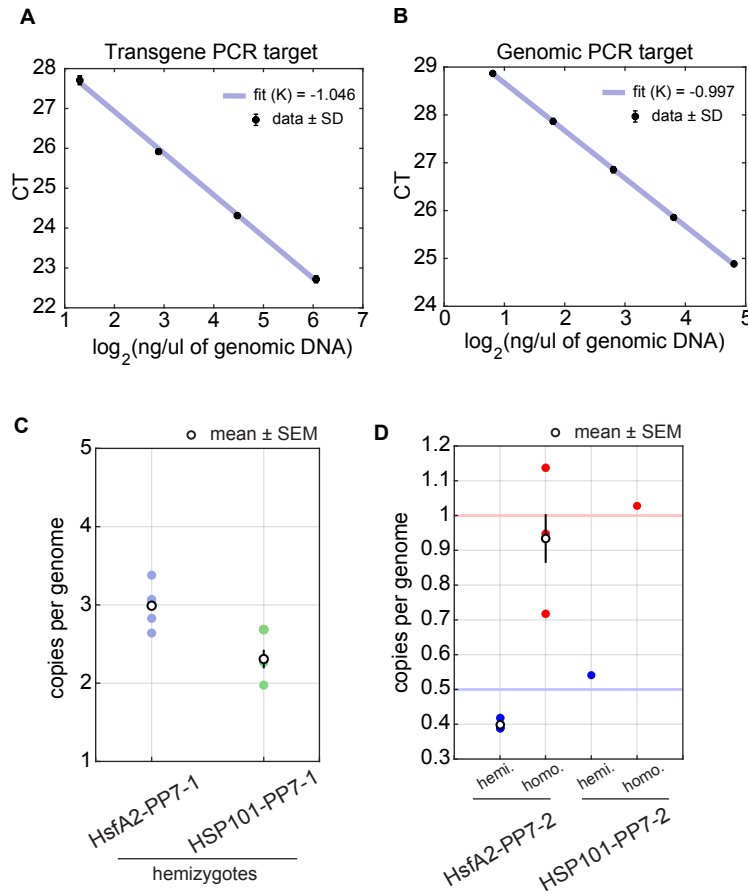 A
Transgene PCR target
28
27
26
25
24
23
22
CT
fit (K) = -1.046
data ± SD
1 2 3 4 5 6 7
log2(ng/ul of genomic DNA)
B
Genomic PCR target
29
28
27
26
25
24
CT
fit (K) = -0.997
data ± SD
0 1 2 3 4 5
log2(ng/ul of genomic DNA)
C
mean ± SEM
5
4
3
2
1
copies per genome
HsfA2-PP7-1
HSP101-PP7-1
hemizygotes
D
mean ± SEM
1.2
1.1
1
0.9
0.8
0.7
0.6
0.5
0.4
0.3
copies per genome
hemi. homo. hemi. homo.
HsfA2-PP7-2
HSP101-PP7-2